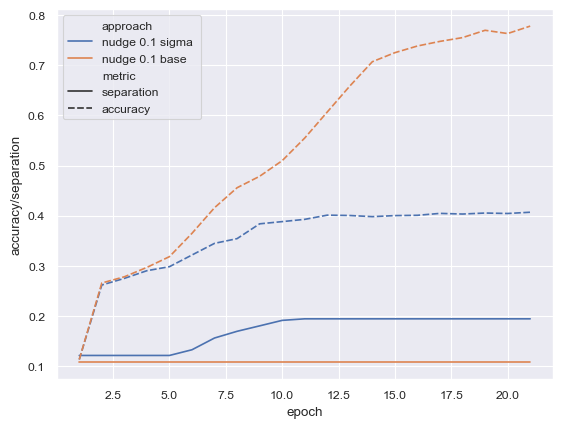 approach
nudge 0.1 sigma
nudge 0.1 base
metric
separation
accuracy
accuracy/separation
0.8
0.7
0.6
0.5
0.4
0.3
0.2
0.1
2.5 5.0 7.5 10.0 12.5 15.0 17.5 20.0
epoch